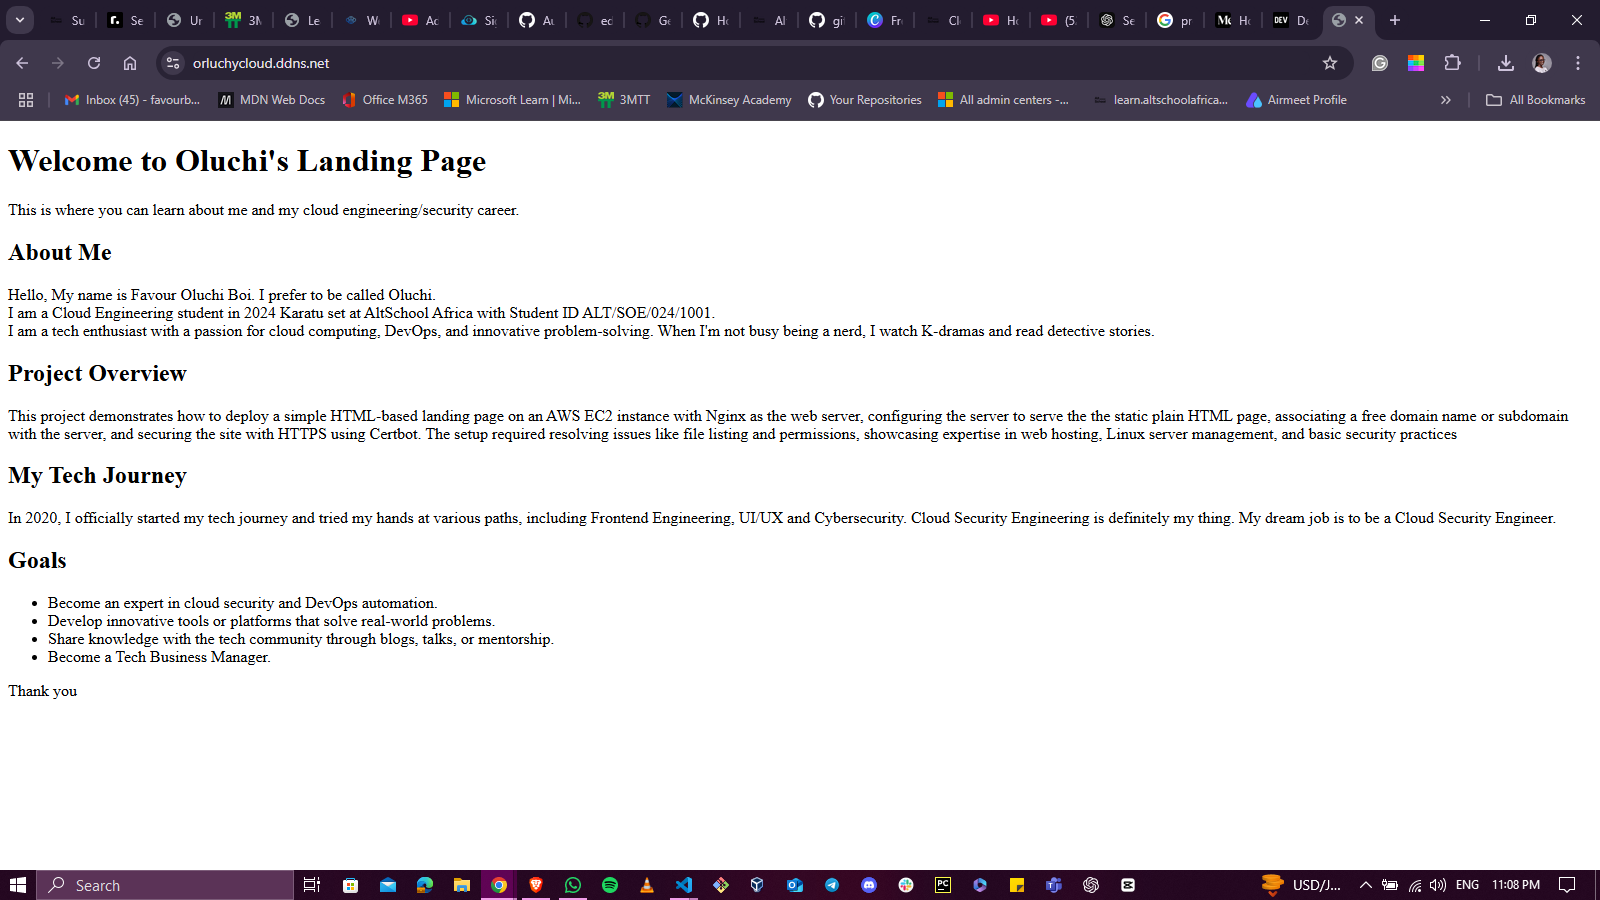 Su
Se
Ur
3M
Le
We
Ac
Sig
Au
ed
Ge
Ho
Al
git
Fre
Cle
Ho
(5
Se
pr
Ho
De
orluchycloud.ddns.net
Inbox (45) - favourb...
MDN Web Docs
Office M365
Microsoft Learn | Mi...
3MTT
McKinsey Academy
Your Repositories
All admin centers -...
learn.altschoolafrica...
Airmeet Profile
All Bookmarks
Welcome to Oluchi's Landing Page
This is where you can learn about me and my cloud engineering/security career.
About Me
Hello, My name is Favour Oluchi Boi. I prefer to be called Oluchi.
I am a Cloud Engineering student in 2024 Karatu set at AltSchool Africa with Student ID ALT/SOE/024/1001.
I am a tech enthusiast with a passion for cloud computing, DevOps, and innovative problem-solving. When I'm not busy being a nerd, I watch K-dramas and read detective stories.
Project Overview
This project demonstrates how to deploy a simple HTML-based landing page on an AWS EC2 instance with Nginx as the web server, configuring the server to serve the the static plain HTML page, associating a free domain name or subdomain
with the server, and securing the site with HTTPS using Certbot. The setup required resolving issues like file listing and permissions, showcasing expertise in web hosting, Linux server management, and basic security practices
My Tech Journey
In 2020, I officially started my tech journey and tried my hands at various paths, including Frontend Engineering, UI/UX and Cybersecurity. Cloud Security Engineering is definitely my thing. My dream job is to be a Cloud Security Engineer.
Goals
• Become an expert in cloud security and DevOps automation.
• Develop innovative tools or platforms that solve real-world problems.
• Share knowledge with the tech community through blogs, talks, or mentorship.
• Become a Tech Business Manager.
Thank you
Search
USD/J...
ENG
11:08 PM